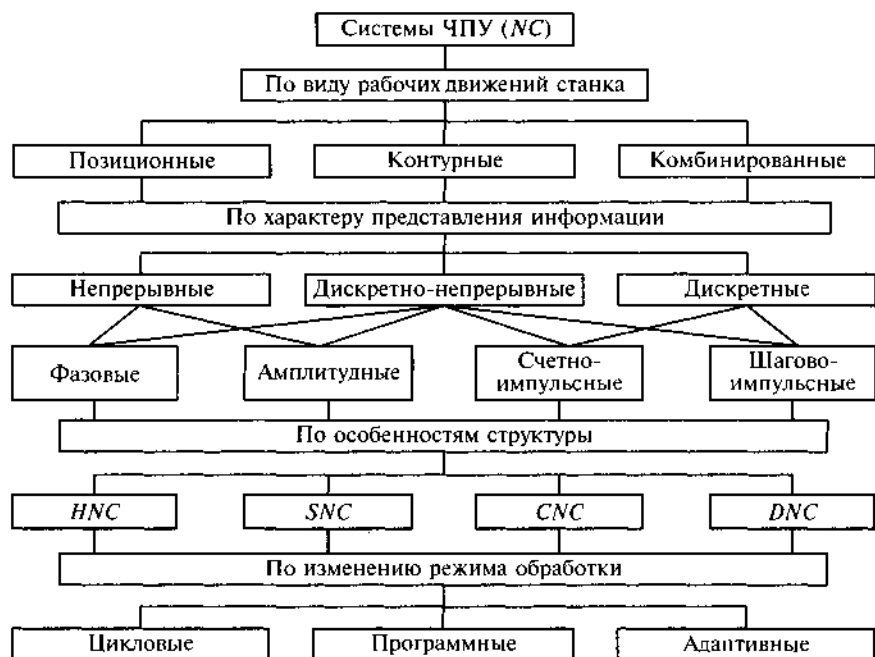 Системы ЧПУ (NC)
По виду рабочих движений станка
Позиционные
Контурные
Комбинированные
По характеру представления информации
Непрерывные
Дискретно-непрерывные
Дискретные
Фазовые
Амплитудные
Счетно-
импульсные
Шагово-
импульсные
По особенностям структуры
HNC
SNC
CNC
DNC
По изменению режима обработки
Цикловые
Программные
Адаптивные